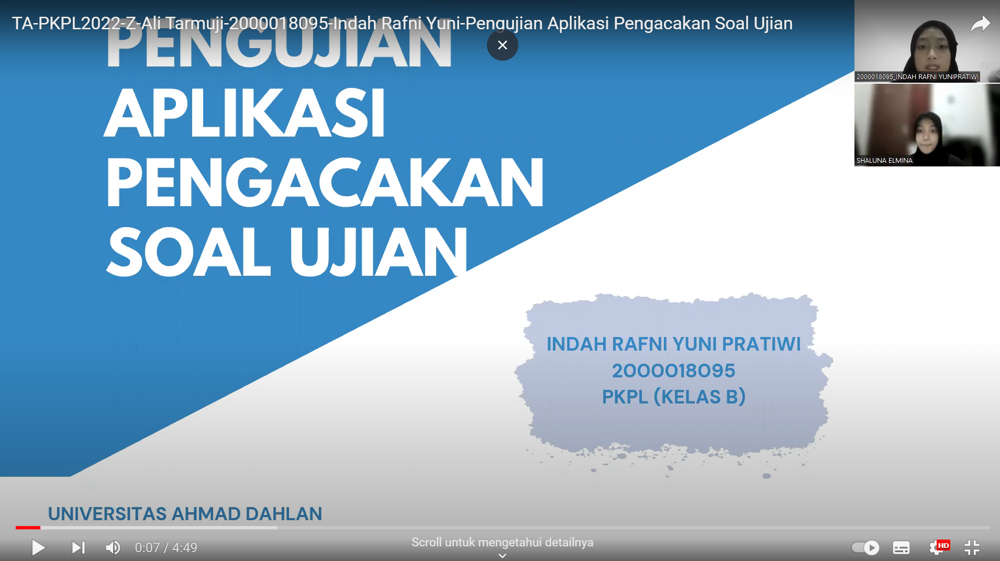 TA-PKPL2022-Z-Ali Tarmuji-2000018095-Indah Rafni Yuni-Pengujian Aplikasi Pengacakan Soal Ujian
PENGUJIAN
APLIKASI
PENGACAKAN
SOAL UJIAN
2000018095_INDAH RAFNI YUNIPRATIWI
SHALUNA ELMINA
INDAH RAFNI YUNI PRATIWI
2000018095
PKPL (KELAS B)
UNIVERSITAS AHMAD DAHLAN
0:07 / 4:49
Scroll untuk mengetahui detailnya
HD